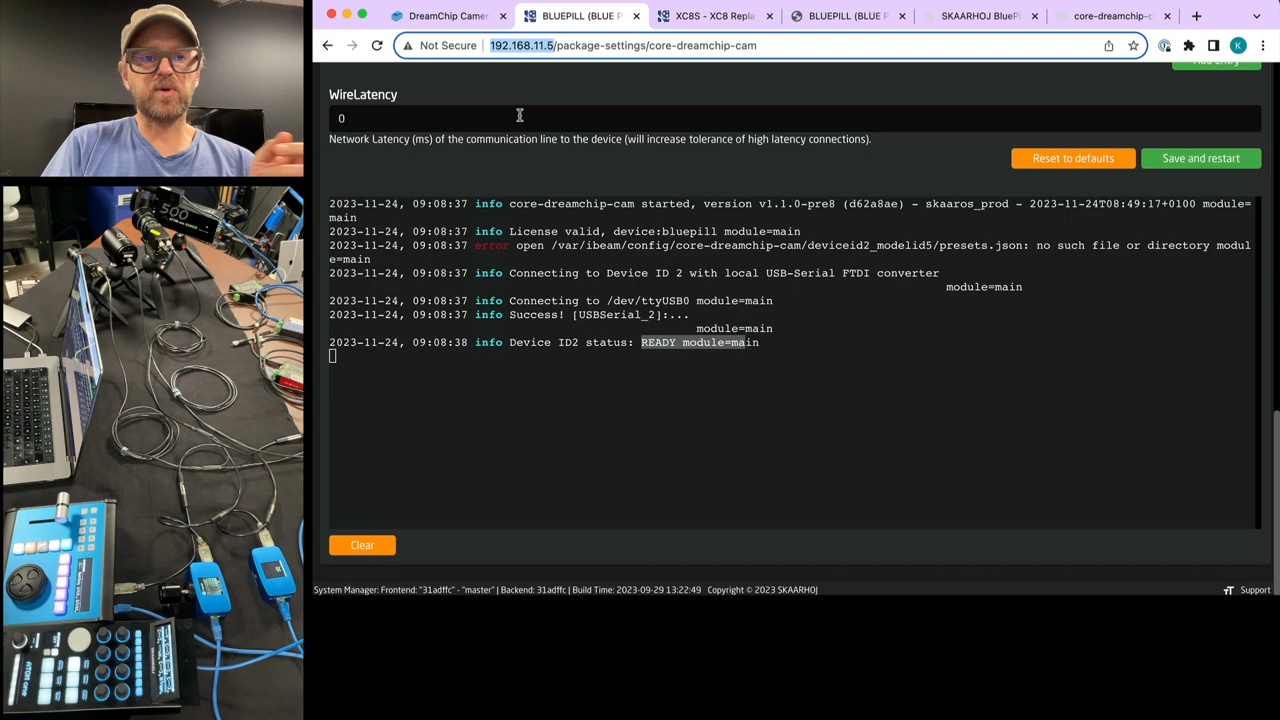 DreamChip Camer
BLUEPILL (BLUE P
XC8S - XC8 Repla
BLUEPILL (BLUE P
SKAARHOJ BlueP
core-dreamchip-c
Not Secure
192.168.11.5/package-settings/core-dreamchip-cam
K
Add Entry
WireLatency
0
Network Latency (ms) of the communication line to the device (will increase tolerance of high latency connections).
Reset to defaults
Save and restart
2023-11-24, 09:08:37 info core-dreamchip-cam started, version v1.1.0-pre8 (d62a8ae) - skaaros_prod - 2023-11-24T08:49:17+0100 module=
main
2023-11-24, 09:08:37 info License valid, device:bluepill module=main
2023-11-24, 09:08:37 error open /var/ibeam/config/core-dreamchip-cam/deviceid2_modelid5/presets.json: no such file or directory modul
e=main
2023-11-24, 09:08:37 info Connecting to Device ID 2 with local USB-Serial FTDI converter
module=main
2023-11-24, 09:08:37 info Connecting to /dev/ttyUSB0 module=main
2023-11-24, 09:08:37 info Success! [USBSerial_2]:...
module=main
2023-11-24, 09:08:38 info Device ID2 status: READY module=main
Clear
System Manager: Frontend: "31adffc" - "master" | Backend: 31adffc | Build Time: 2023-09-29 13:22:49 Copyright © 2023 SKAARHOJ
Support
500
ATOM one